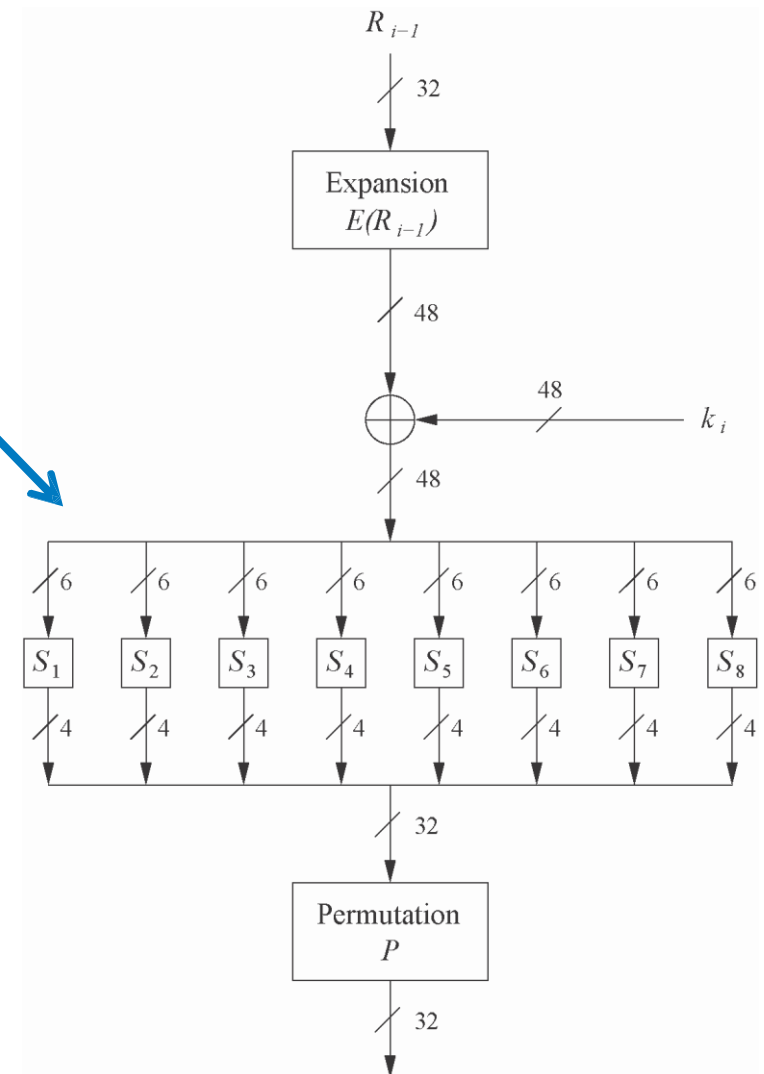 R i−1
32
Expansion
E(R i−1)
48
48
k i
48
6 6 6 6 6 6 6 6
S1 S2 S3 S4 S5 S6 S7 S8
4 4 4 4 4 4 4 4
32
Permutation
P
32